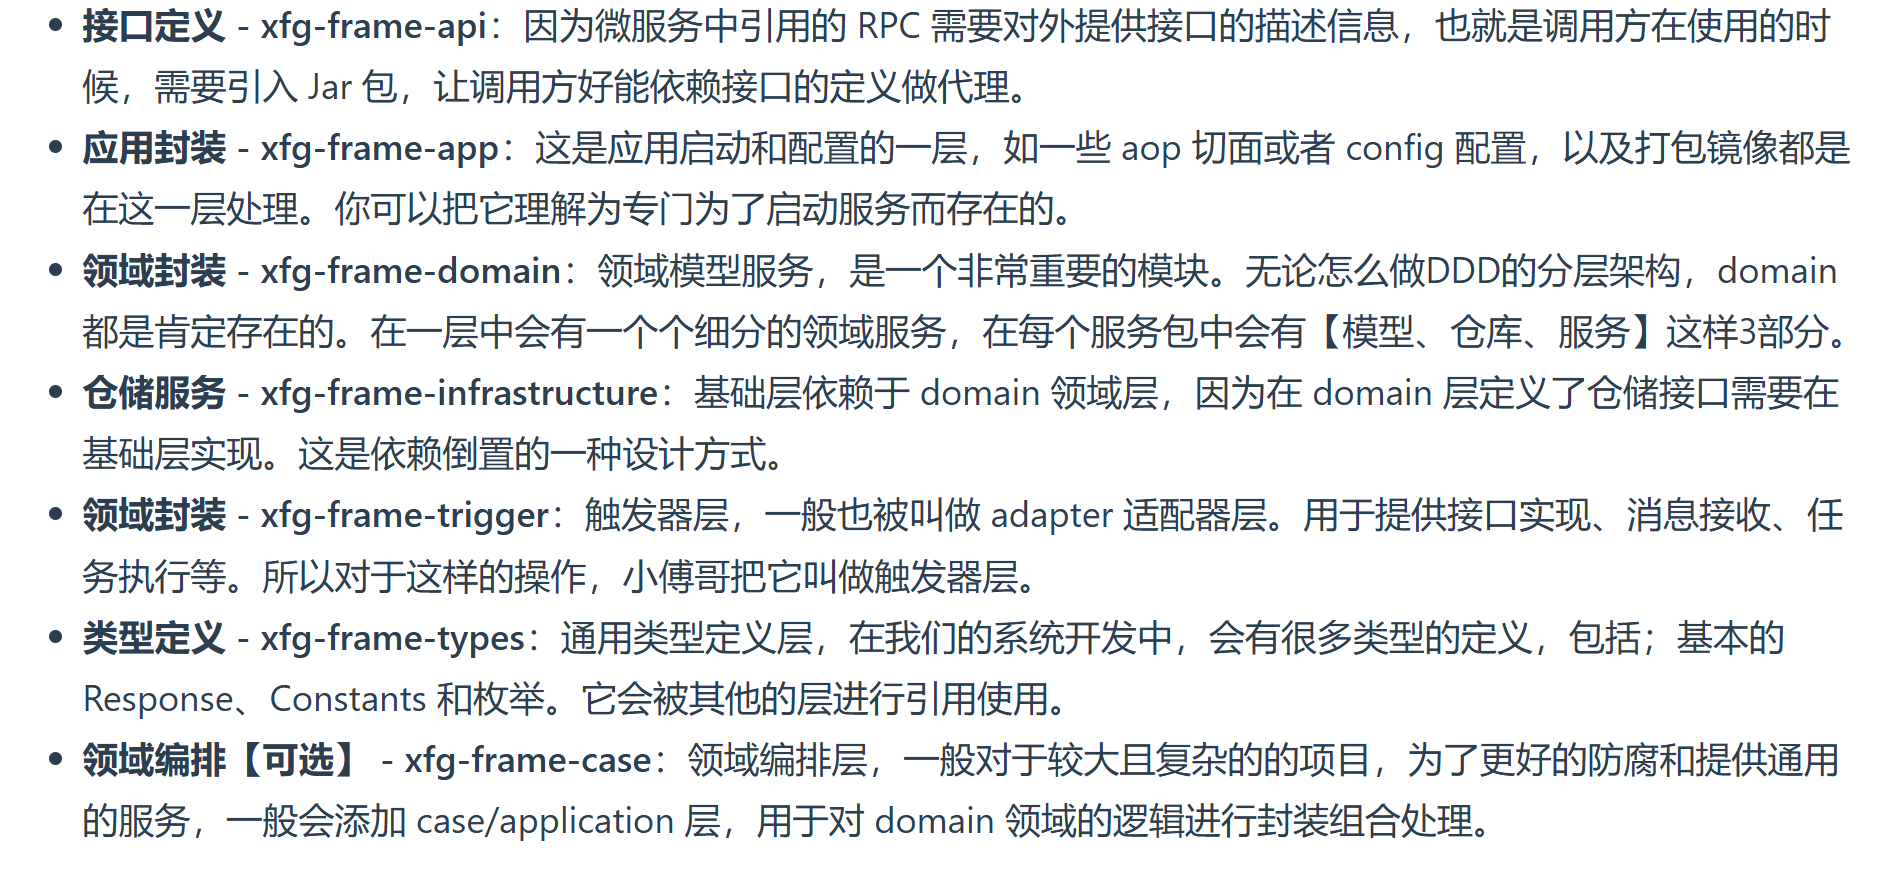 接口定义 - xfg-frame-api：因为微服务中引用的 RPC 需要对外提供接口的描述信息，也就是调用方在使用的时
候，需要引入 Jar 包，让调用方好能依赖接口的定义做代理。
应用封装 - xfg-frame-app：这是应用启动和配置的一层，如一些 aop 切面或者 config 配置，以及打包镜像都是
在这一层处理。你可以把它理解为专门为了启动服务而存在的。
领域封装 - xfg-frame-domain：领域模型服务，是一个非常重要的模块。无论怎么做DDD的分层架构，domain
都是肯定存在的。在一层中会有一个个细分的领域服务，在每个服务包中会有【模型、仓库、服务】这样3部分。
仓储服务 - xfg-frame-infrastructure：基础层依赖于 domain 领域层，因为在 domain 层定义了仓储接口需要在
基础层实现。这是依赖倒置的一种设计方式。
领域封装 - xfg-frame-trigger：触发器层，一般也被叫做 adapter 适配器层。用于提供接口实现、消息接收、任
务执行等。所以对于这样的操作，小傅哥把它叫做触发器层。
类型定义 - xfg-frame-types：通用类型定义层，在我们的系统开发中，会有很多类型的定义，包括；基本的
Response、Constants 和枚举。它会被其他的层进行引用使用。
领域编排【可选】 - xfg-frame-case：领域编排层，一般对于较大且复杂的的项目，为了更好的防腐和提供通用
的服务，一般会添加 case/application 层，用于对 domain 领域的逻辑进行封装组合处理。